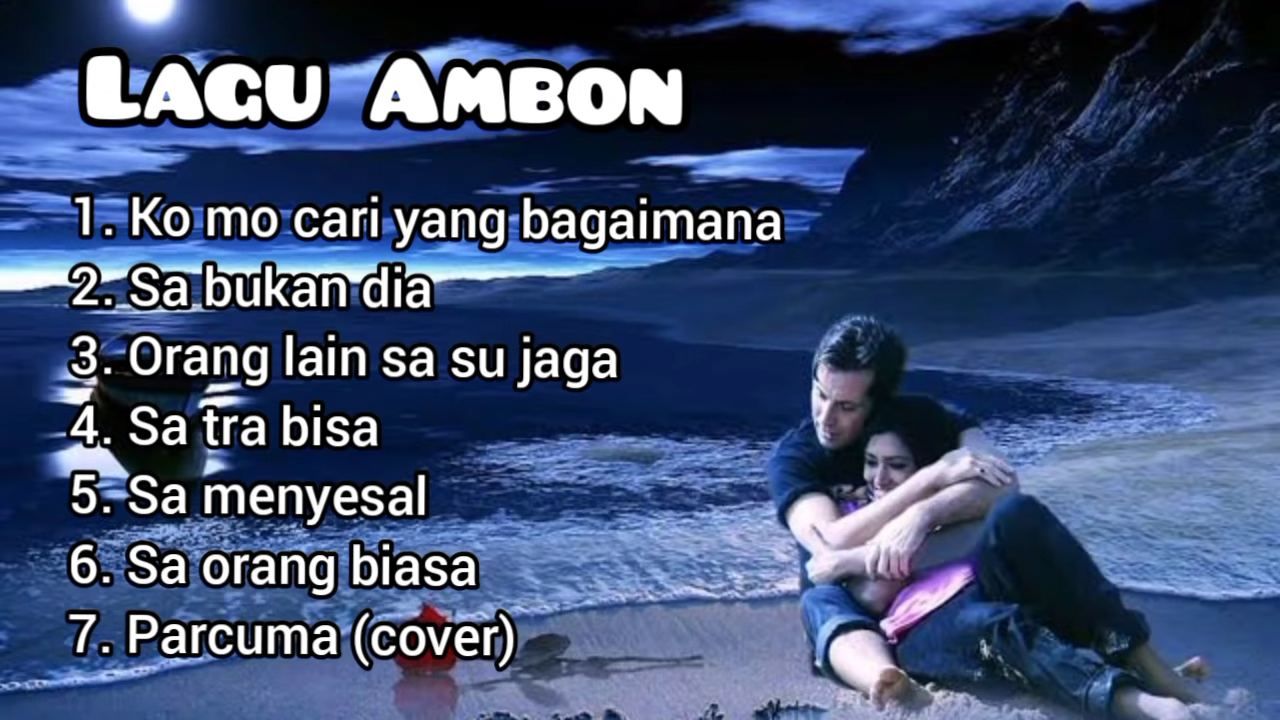 Lagu Ambon
1. Ko mo cari yang bagaimana
2. Sa bukan dia
3. Orang lain sa su jaga
4. Sa tra bisa
5. Sa menyesal
6. Sa orang biasa
7. Parcuma (cover)